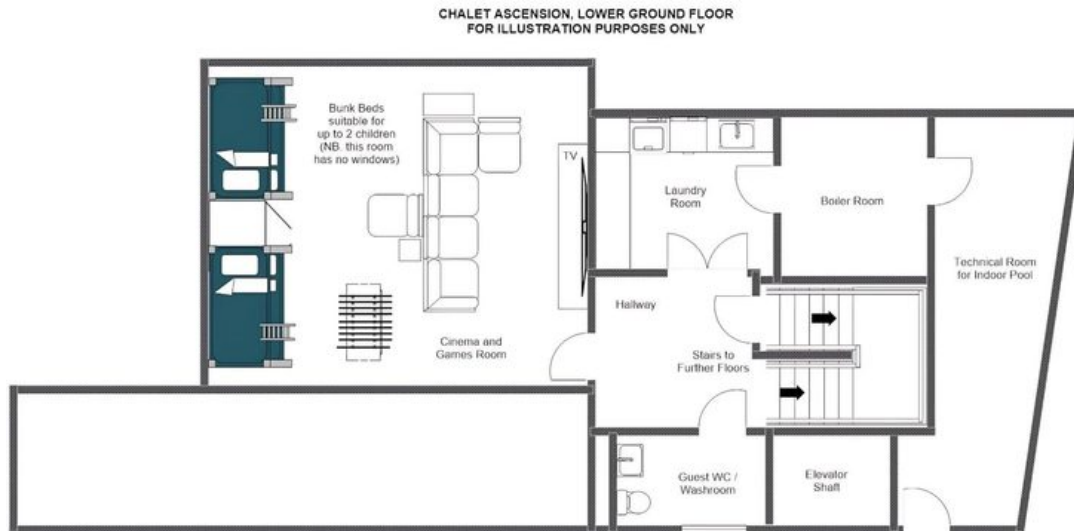 CHALET ASCENSION, LOWER GROUND FLOOR
FOR ILLUSTRATION PURPOSES ONLY
Bunk Beds
suitable for
up to 2 children
(NB. this room
has no windows)
TV
Laundry
Room
Boiler Room
Technical Room
for Indoor Pool
Hallway
Cinema and
Games Room
Stairs to
Further Floors
Guest WC /
Washroom
Elevator
Shaft